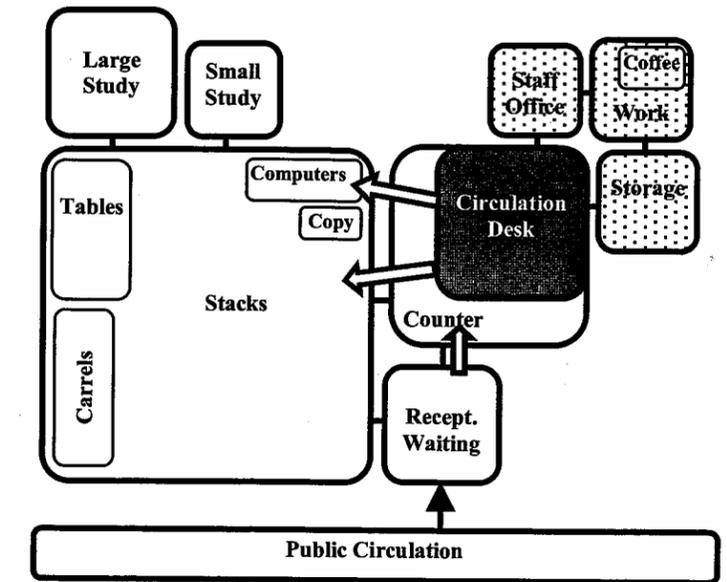 Large
Study
Small
Study
Staff
Office
Coffee
Work
Computers
Tables
Copy
Circulation
Desk
Storage
Stacks
Counter
Carrels
Recept.
Waiting
Public Circulation